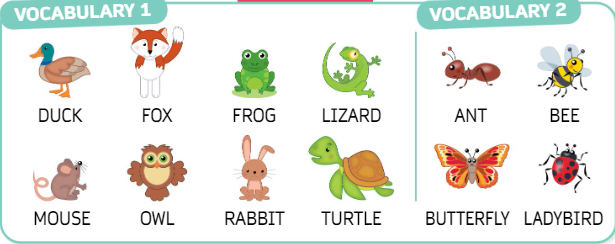 VOCABULARY 1
DUCK FOX FROG LIZARD
MOUSE OWL RABBIT TURTLE
VOCABULARY 2
ANT BEE
BUTTERFLY LADYBIRD